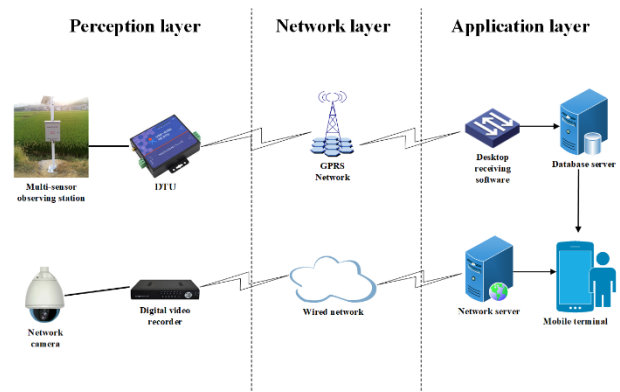 Perception layer
Network layer
Application layer
Multi-sensor
observing station
DTU
GPRS
Network
Desktop
receiving
software
Database server
Network
camera
Digital video
recorder
Wired network
Network server
Mobile terminal